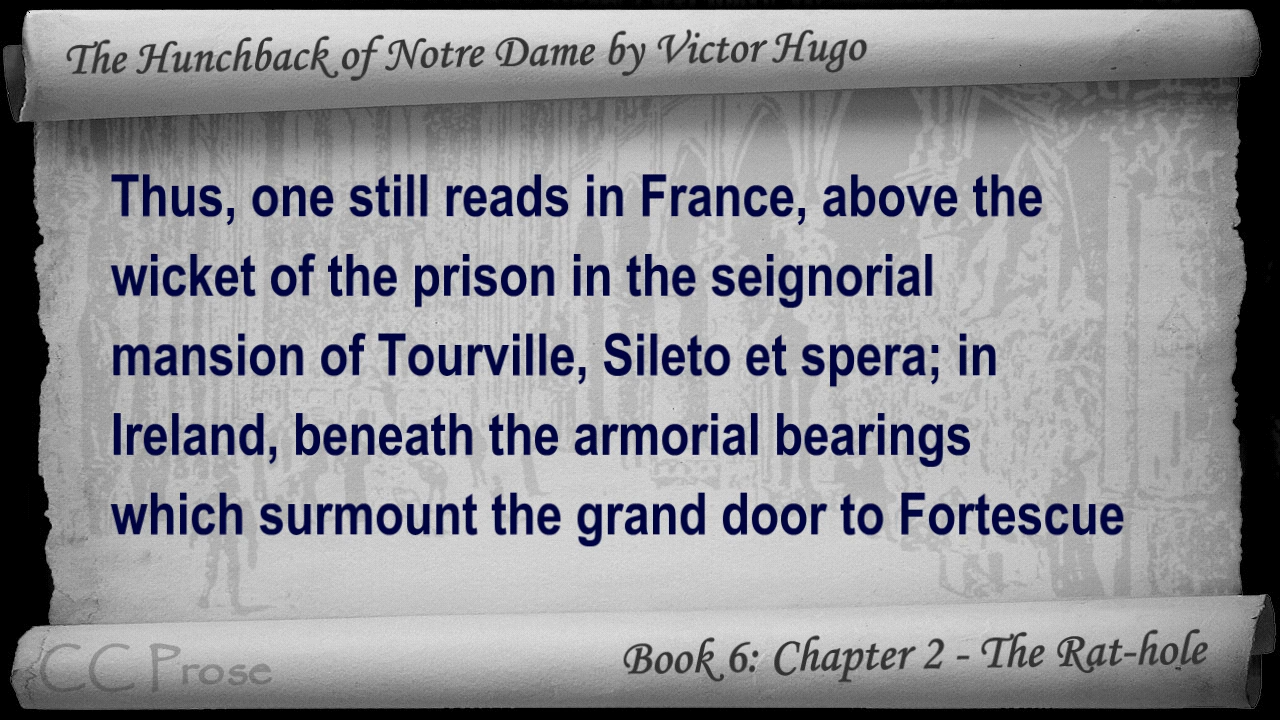 The Hunchback of Notre Dame by Victor Hugo
Thus, one still reads in France, above the
wicket of the prison in the seignorial
mansion of Tourville, Sileto et spera; in
Ireland, beneath the armorial bearings
which surmount the grand door to Fortescue
CC Prose
Book 6: Chapter 2 - The Rat-hole